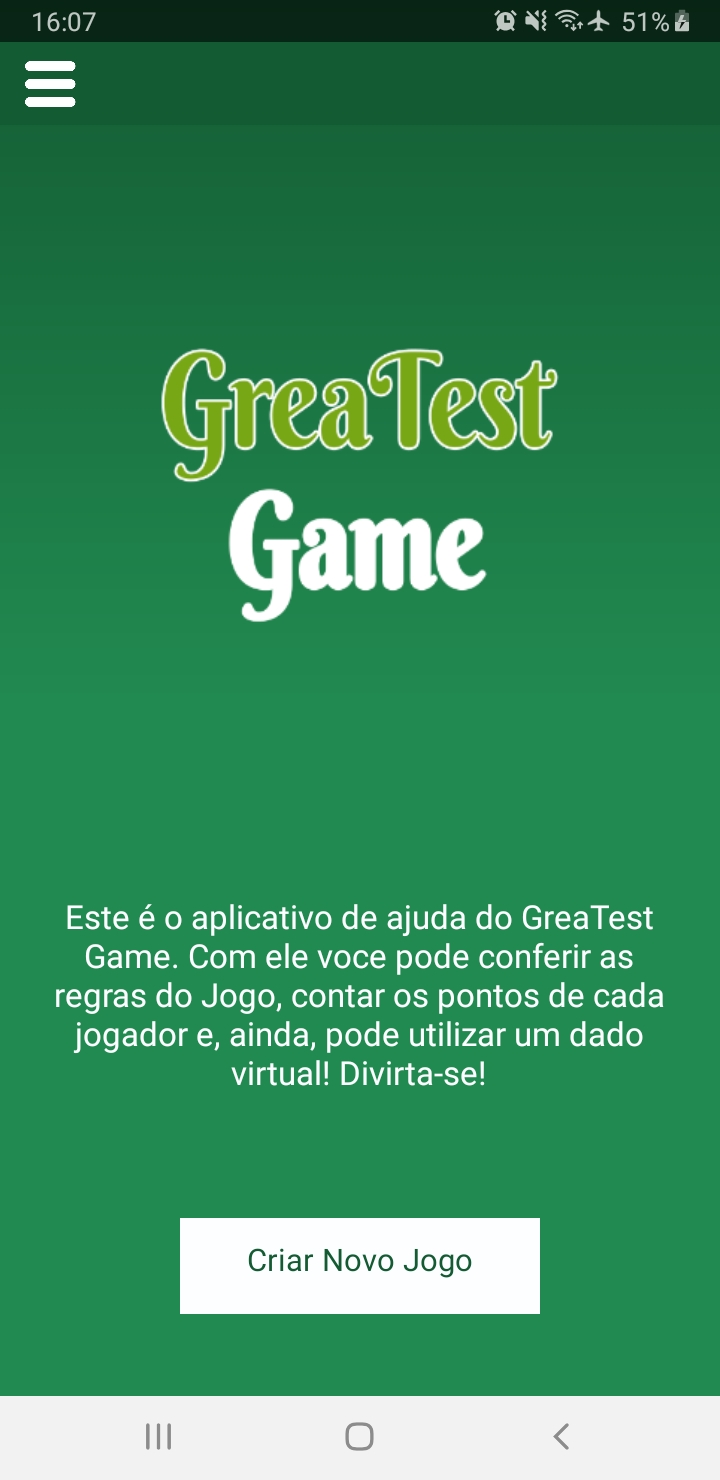 16:07
51%
GreaTest
Game
Este é o aplicativo de ajuda do GreaTest
Game. Com ele voce pode conferir as
regras do Jogo, contar os pontos de cada
jogador e, ainda, pode utilizar um dado
virtual! Divirta-se!
Criar Novo Jogo